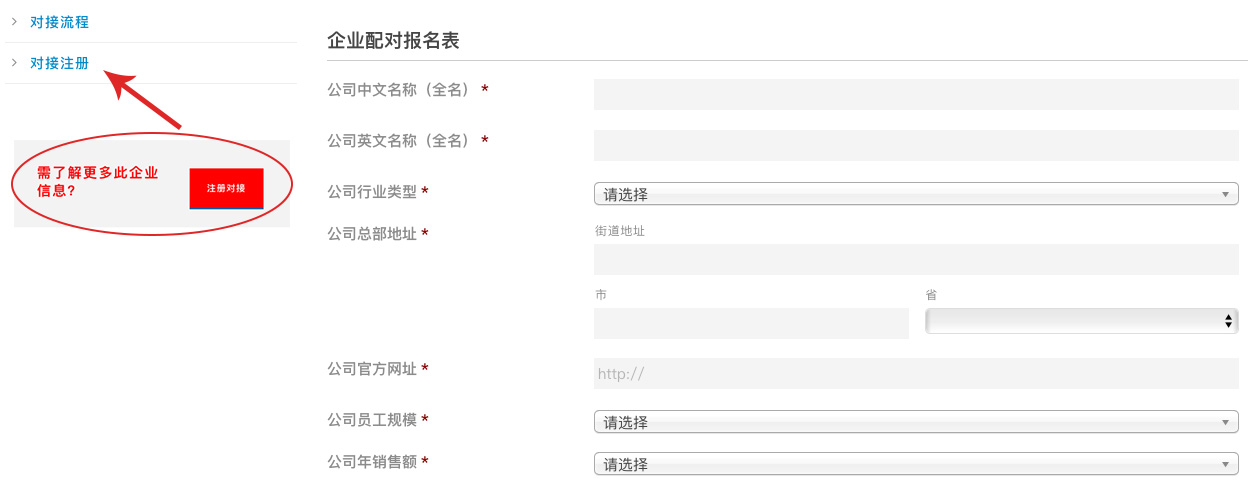 对接流程
对接注册
需了解更多此企业
信息?
注册对接
企业配对报名表
公司中文名称（全名） *
公司英文名称（全名） *
公司行业类型 *
请选择
公司总部地址 *
街道地址
市
省
公司官方网址 *
http://
公司员工规模 *
请选择
公司年销售额 *
请选择